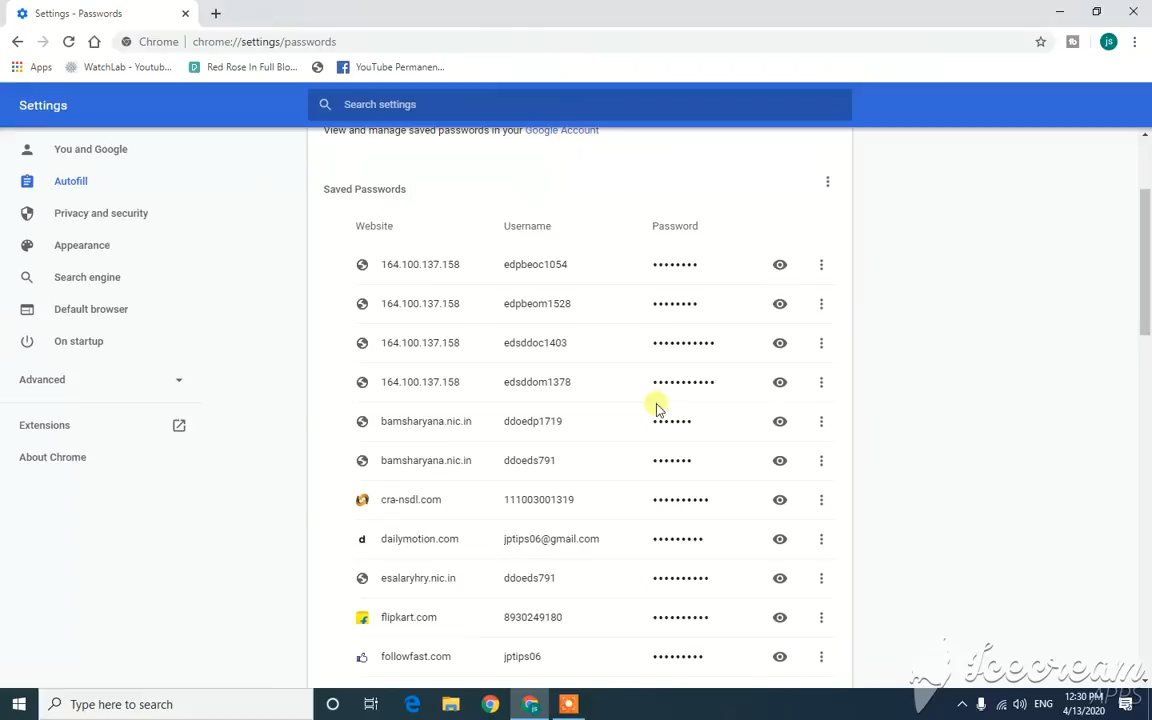 Settings - Passwords
Chrome | chrome://settings/passwords
js
Apps WatchLab - Youtub... Red Rose In Full Blo... YouTube Permanen...
Settings
Search settings
View and manage saved passwords in your Google Account
You and Google
Autofill
Privacy and security
Appearance
Search engine
Default browser
On startup
Advanced
Extensions
About Chrome
Saved Passwords
Website Username Password
164.100.137.158 edpbeoc1054 ••••••••
164.100.137.158 edpbeom1528 ••••••••
164.100.137.158 edsddoc1403 •••••••••••
164.100.137.158 edsddom1378 •••••••••••
bamsharyana.nic.in ddoedp1719 •••••••
bamsharyana.nic.in ddoeds791 •••••••
cra-nsdl.com 111003001319 ••••••••••
d dailymotion.com jptips06@gmail.com •••••••••
esalaryhry.nic.in ddoeds791 ••••••••••
flipkart.com 8930249180 ••••••••••
followfast.com jptips06 •••••••••
Icecream
APPS
Type here to search
ENG
12:30 PM
4/13/2020